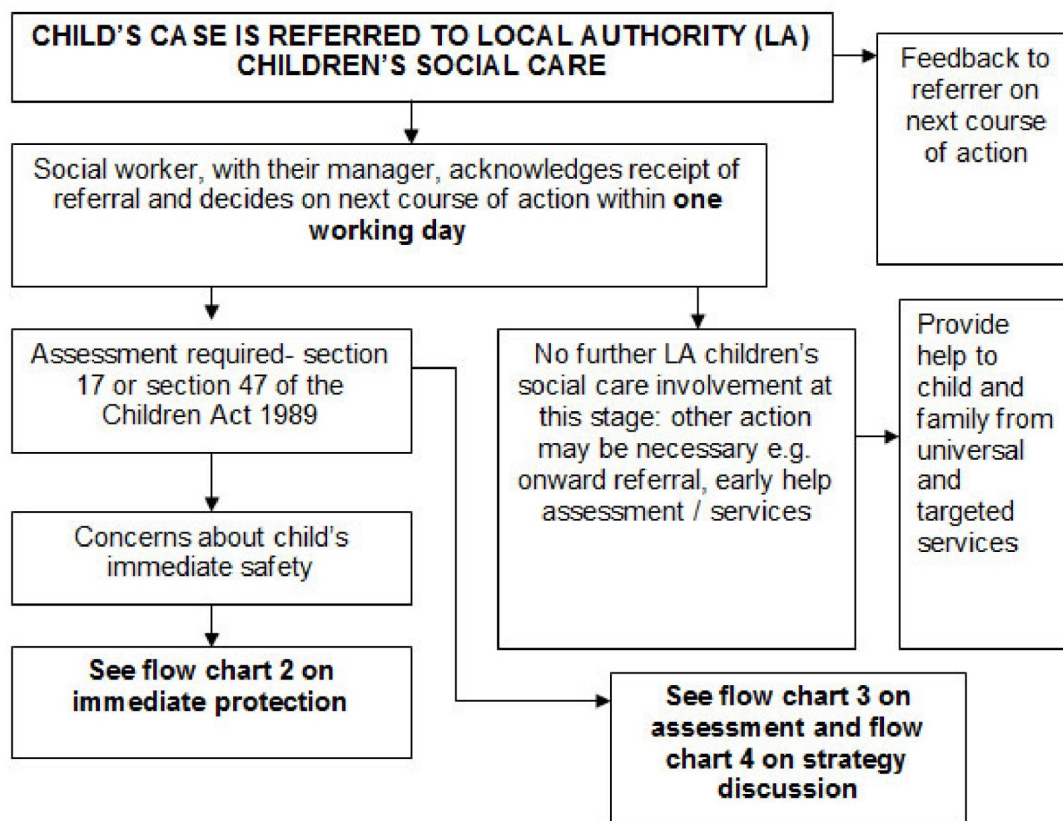 CHILD'S CASE IS REFERRED TO LOCAL AUTHORITY (LA)
CHILDREN'S SOCIAL CARE
Feedback to
referrer on
next course
of action
Social worker, with their manager, acknowledges receipt of
referral and decides on next course of action within one
working day
Assessment required- section
17 or section 47 of the
Children Act 1989
No further LA children's
social care involvement at
this stage: other action
may be necessary e.g.
onward referral, early help
assessment / services
Provide
help to
child and
family from
universal
and
targeted
services
Concerns about child's
immediate safety
See flow chart 2 on
immediate protection
See flow chart 3 on
assessment and flow
chart 4 on strategy
discussion